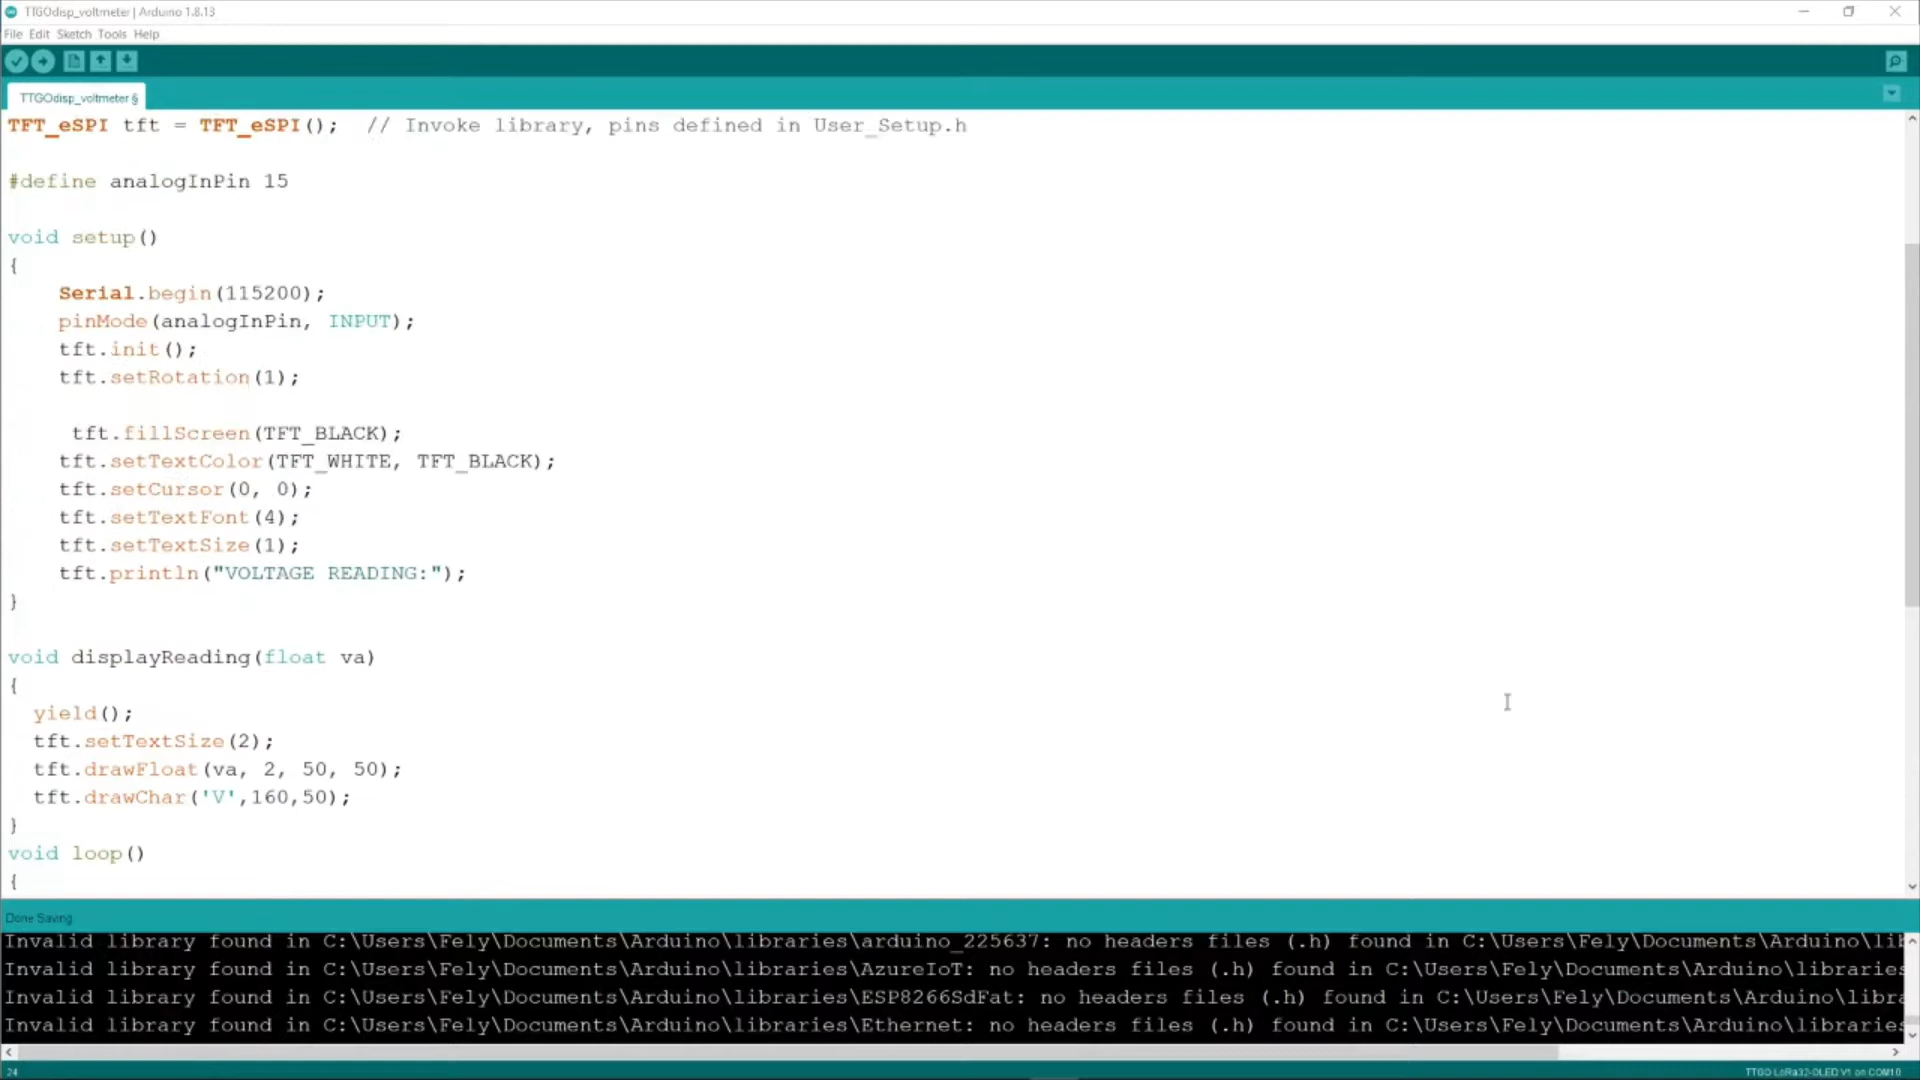 TTGOdisp_voltmeter | Arduino 1.8.13
File Edit Sketch Tools Help
TTGOdisp_voltmeter §
TFT_eSPI tft = TFT_eSPI();  // Invoke library, pins defined in User_Setup.h
#define analogInPin 15
void setup()
{
Serial.begin(115200);
pinMode(analogInPin, INPUT);
tft.init();
tft.setRotation(1);
tft.fillScreen(TFT_BLACK);
tft.setTextColor(TFT_WHITE, TFT_BLACK);
tft.setCursor(0, 0);
tft.setTextFont(4);
tft.setTextSize(1);
tft.println("VOLTAGE READING:");
}
void displayReading(float va)
{
yield();
tft.setTextSize(2);
tft.drawFloat(va, 2, 50, 50);
tft.drawChar('V',160,50);
}
void loop()
{
Done Saving.
Invalid library found in C:\Users\Fely\Documents\Arduino\libraries\arduino_225637: no headers files (.h) found in C:\Users\Fely\Documents\Arduino\lib
Invalid library found in C:\Users\Fely\Documents\Arduino\libraries\AzureIoT: no headers files (.h) found in C:\Users\Fely\Documents\Arduino\libraries
Invalid library found in C:\Users\Fely\Documents\Arduino\libraries\ESP8266SdFat: no headers files (.h) found in C:\Users\Fely\Documents\Arduino\libra
Invalid library found in C:\Users\Fely\Documents\Arduino\libraries\Ethernet: no headers files (.h) found in C:\Users\Fely\Documents\Arduino\libraries
24
TTGO LoRa32-OLED V1 on COM10